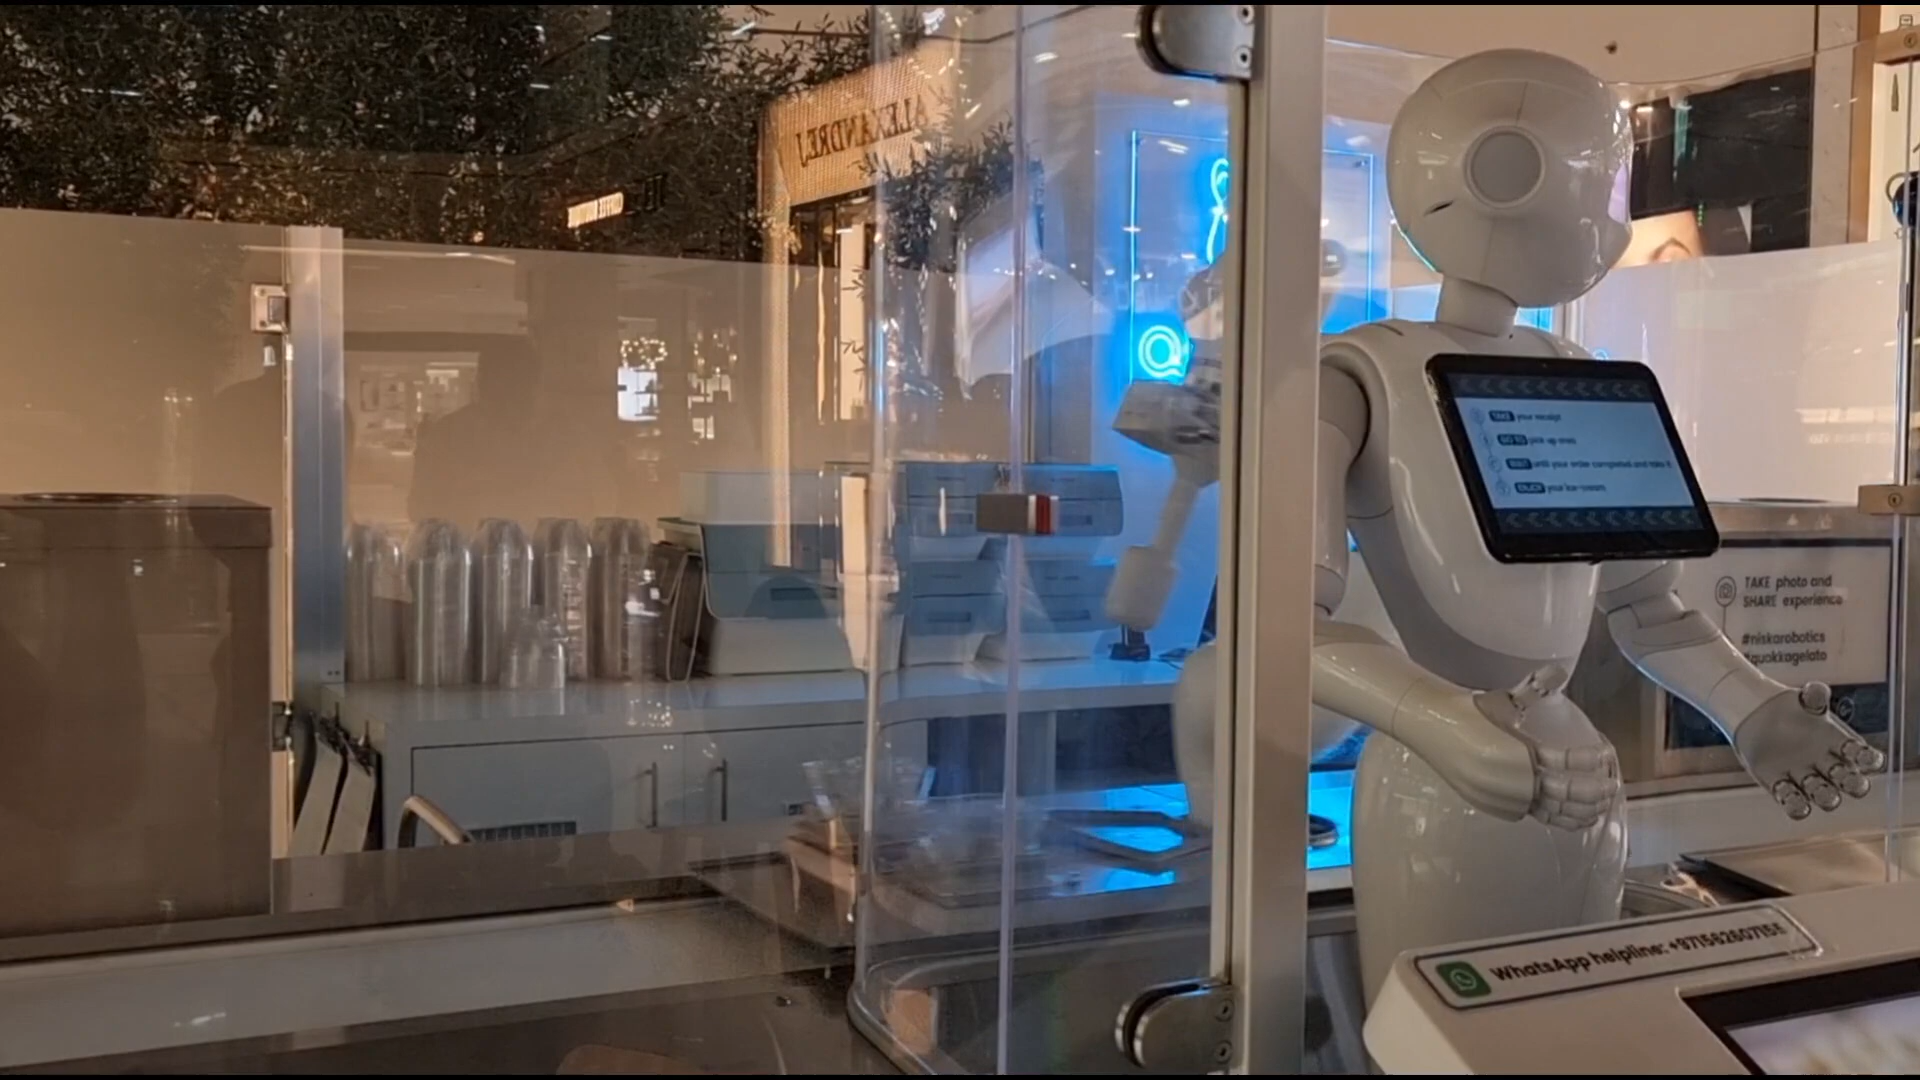 ALEXANDRE J
TAKE your receipt
GO TO pick up area
WAIT until your order completed and take it
ENJOY your ice-cream
TAKE photo and
SHARE experience
#niskarobotics
#quokkagelato
WhatsApp helpline: +971562607155